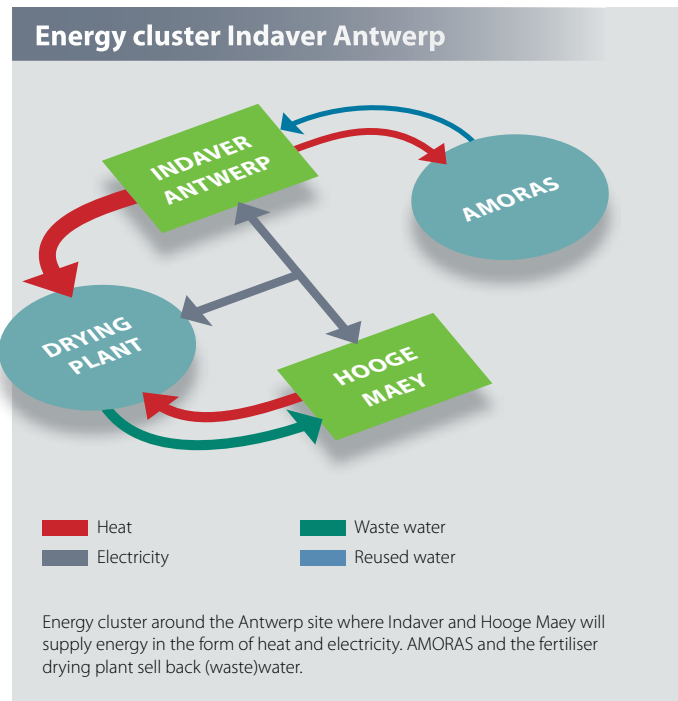 Energy cluster Indaver Antwerp
INDAVER
ANTWERP
AMORAS
DRYING
PLANT
HOOGE
MAEY
Heat
Waste water
Electricity
Reused water
Energy cluster around the Antwerp site where Indaver and Hooge Maey will
supply energy in the form of heat and electricity. AMORAS and the fertiliser
drying plant sell back (waste)water.